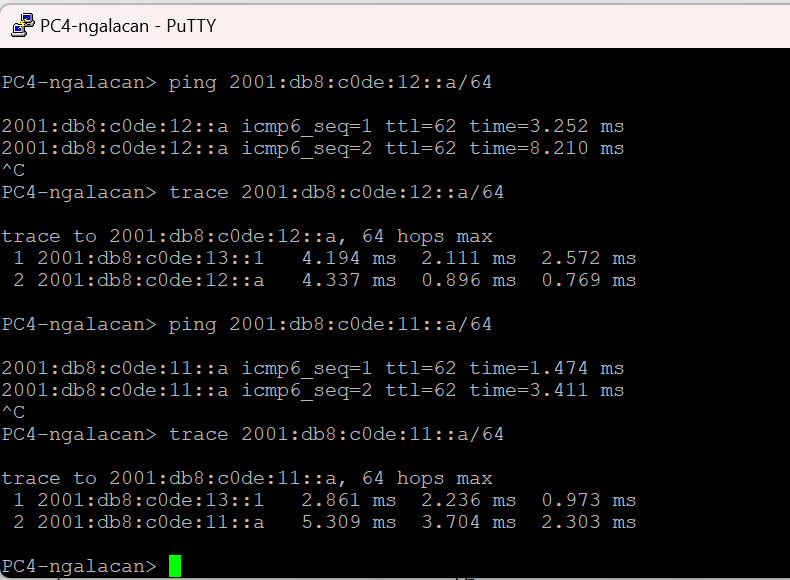 PC4-ngalacan - PuTTY
PC4-ngalacan> ping 2001:db8:c0de:12::a/64
2001:db8:c0de:12::a icmp6_seq=1 ttl=62 time=3.252 ms
2001:db8:c0de:12::a icmp6_seq=2 ttl=62 time=8.210 ms
^C
PC4-ngalacan> trace 2001:db8:c0de:12::a/64
trace to 2001:db8:c0de:12::a, 64 hops max
 1 2001:db8:c0de:13::1   4.194 ms  2.111 ms  2.572 ms
 2 2001:db8:c0de:12::a   4.337 ms  0.896 ms  0.769 ms
PC4-ngalacan> ping 2001:db8:c0de:11::a/64
2001:db8:c0de:11::a icmp6_seq=1 ttl=62 time=1.474 ms
2001:db8:c0de:11::a icmp6_seq=2 ttl=62 time=3.411 ms
^C
PC4-ngalacan> trace 2001:db8:c0de:11::a/64
trace to 2001:db8:c0de:11::a, 64 hops max
 1 2001:db8:c0de:13::1   2.861 ms  2.236 ms  0.973 ms
 2 2001:db8:c0de:11::a   5.309 ms  3.704 ms  2.303 ms
PC4-ngalacan>